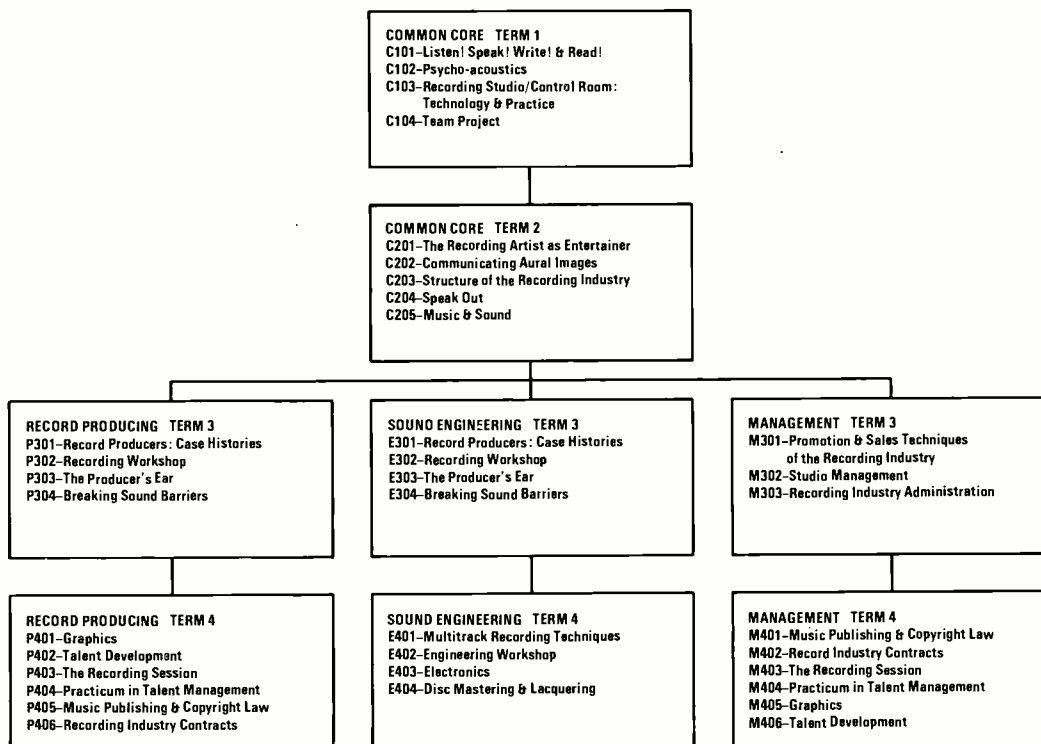 COMMON CORE TERM 1
C101–Listen! Speak! Write! & Read!
C102–Psycho-acoustics
C103–Recording Studio/Control Room:
Technology & Practice
C104–Team Project
COMMON CORE TERM 2
C201–The Recording Artist as Entertainer
C202–Communicating Aural Images
C203–Structure of the Recording Industry
C204–Speak Out
C205–Music & Sound
RECORD PRODUCING TERM 3
P301–Record Producers: Case Histories
P302–Recording Workshop
P303–The Producer's Ear
P304–Breaking Sound Barriers
SOUND ENGINEERING TERM 3
E301–Record Producers: Case Histories
E302–Recording Workshop
E303–The Producer's Ear
E304–Breaking Sound Barriers
MANAGEMENT TERM 3
M301–Promotion & Sales Techniques
of the Recording Industry
M302–Studio Management
M303–Recording Industry Administration
RECORD PRODUCING TERM 4
P401–Graphics
P402–Talent Development
P403–The Recording Session
P404–Practicum in Talent Management
P405–Music Publishing & Copyright Law
P406–Recording Industry Contracts
SOUND ENGINEERING TERM 4
E401–Multitrack Recording Techniques
E402–Engineering Workshop
E403–Electronics
E404–Disc Mastering & Lacquering
MANAGEMENT TERM 4
M401–Music Publishing & Copyright Law
M402–Record Industry Contracts
M403–The Recording Session
M404–Practicum in Talent Management
M405–Graphics
M406–Talent Development